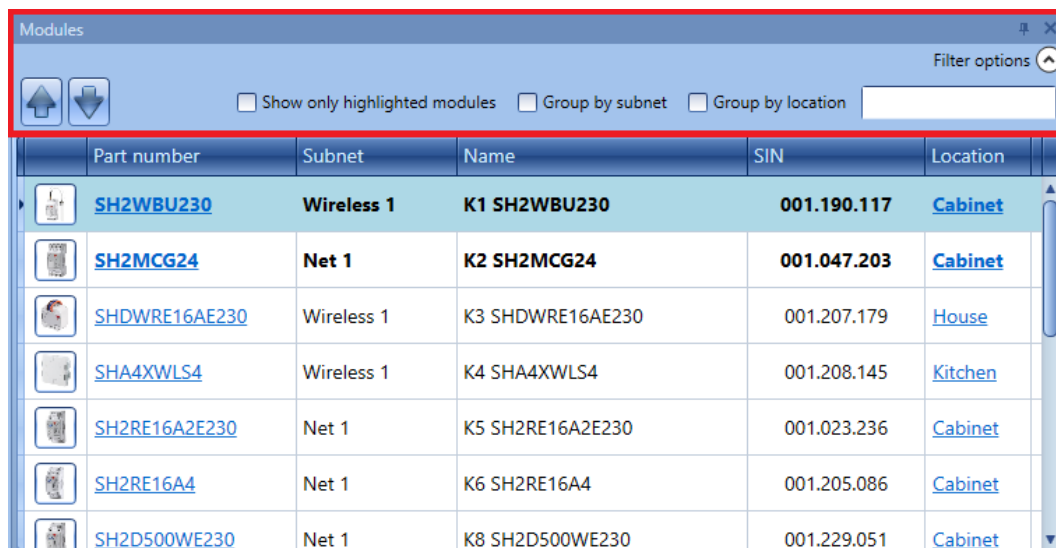 Modules
Filter options
Show only highlighted modules Group by subnet Group by location
Part number Subnet Name SIN Location
SH2WBU230 Wireless 1 K1 SH2WBU230 001.190.117 Cabinet
SH2MCG24 Net 1 K2 SH2MCG24 001.047.203 Cabinet
SHDWRE16AE230 Wireless 1 K3 SHDWRE16AE230 001.207.179 House
SHA4XWLS4 Wireless 1 K4 SHA4XWLS4 001.208.145 Kitchen
SH2RE16A2E230 Net 1 K5 SH2RE16A2E230 001.023.236 Cabinet
SH2RE16A4 Net 1 K6 SH2RE16A4 001.205.086 Cabinet
SH2D500WE230 Net 1 K8 SH2D500WE230 001.229.051 Cabinet